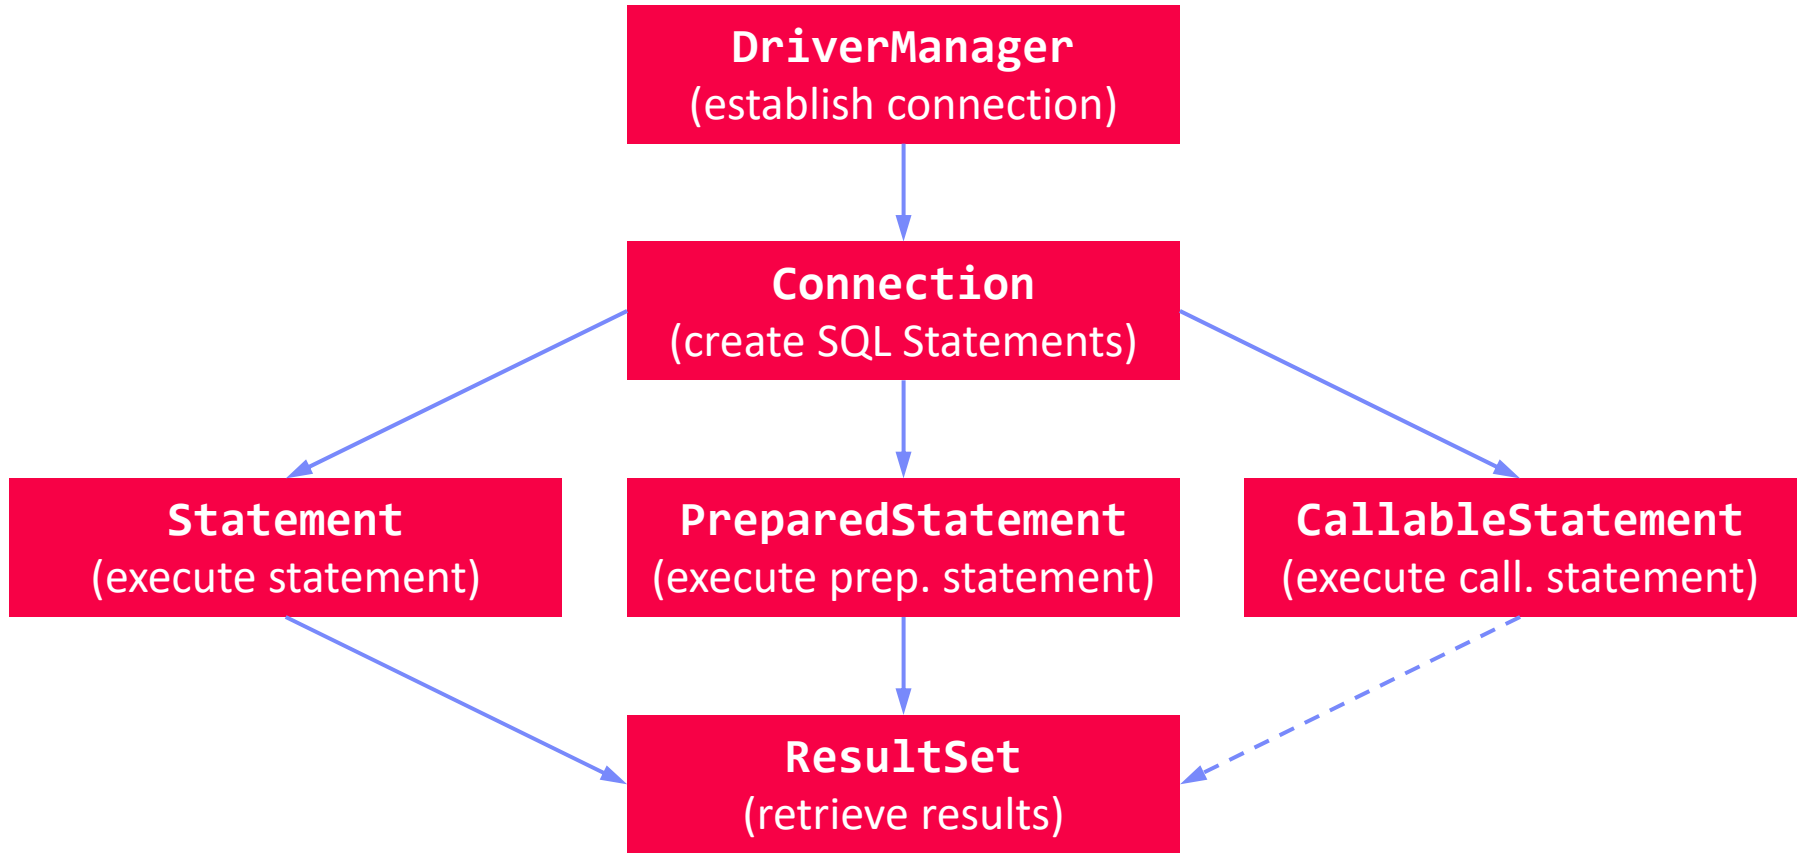 DriverManager
(establish connection)
Connection
(create SQL Statements)
Statement
(execute statement)
PreparedStatement
(execute prep. statement)
CallableStatement
(execute call. statement)
ResultSet
(retrieve results)